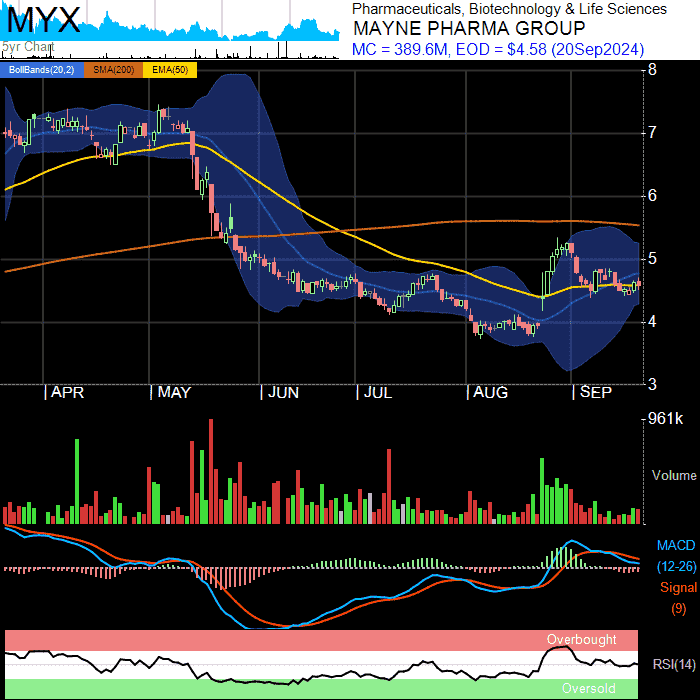 MYX
5yr Chart
Pharmaceuticals, Biotechnology & Life Sciences
MAYNE PHARMA GROUP
MC = 389.6M, EOD = $4.58 (20Sep2024)
BollBands(20,2) SMA(200) EMA(50)
8
7
6
5
4
3
APR MAY JUN JUL AUG SEP
961k
Volume
MACD
(12-26)
Signal
(9)
Overbought
RSI(14)
Oversold